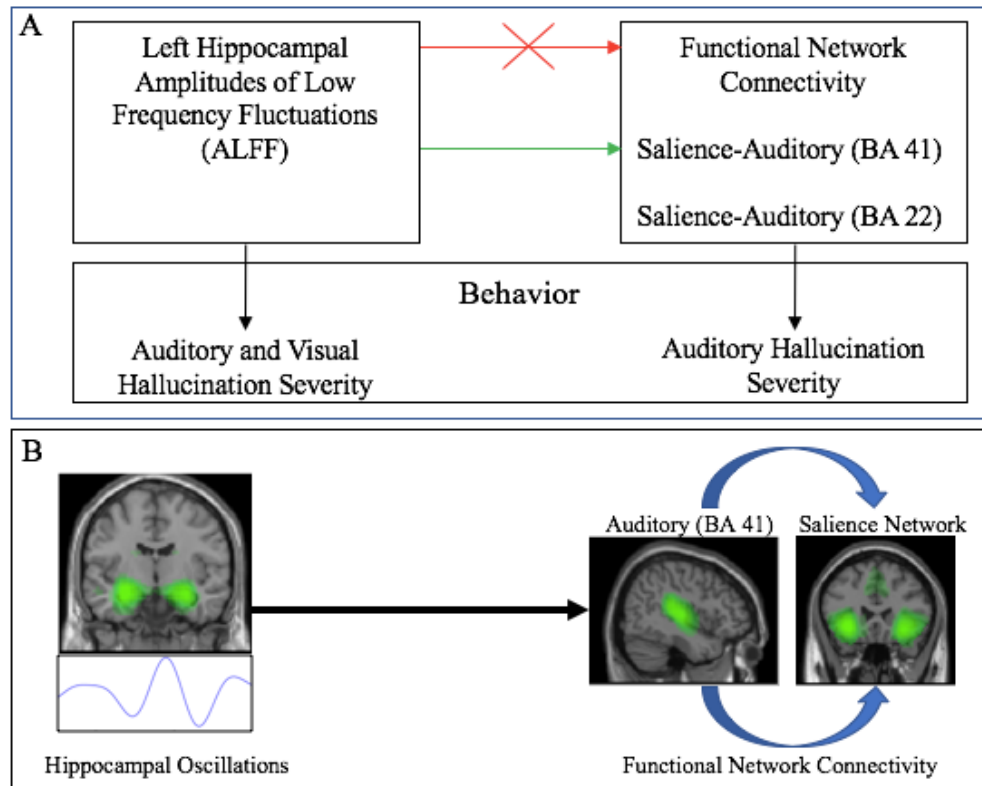 A
Left Hippocampal
Amplitudes of Low
Frequency Fluctuations
(ALFF)
Functional Network
Connectivity
Salience-Auditory (BA 41)
Salience-Auditory (BA 22)
Behavior
Auditory and Visual
Hallucination Severity
Auditory Hallucination
Severity
B
Auditory (BA 41)
Salience Network
Hippocampal Oscillations
Functional Network Connectivity